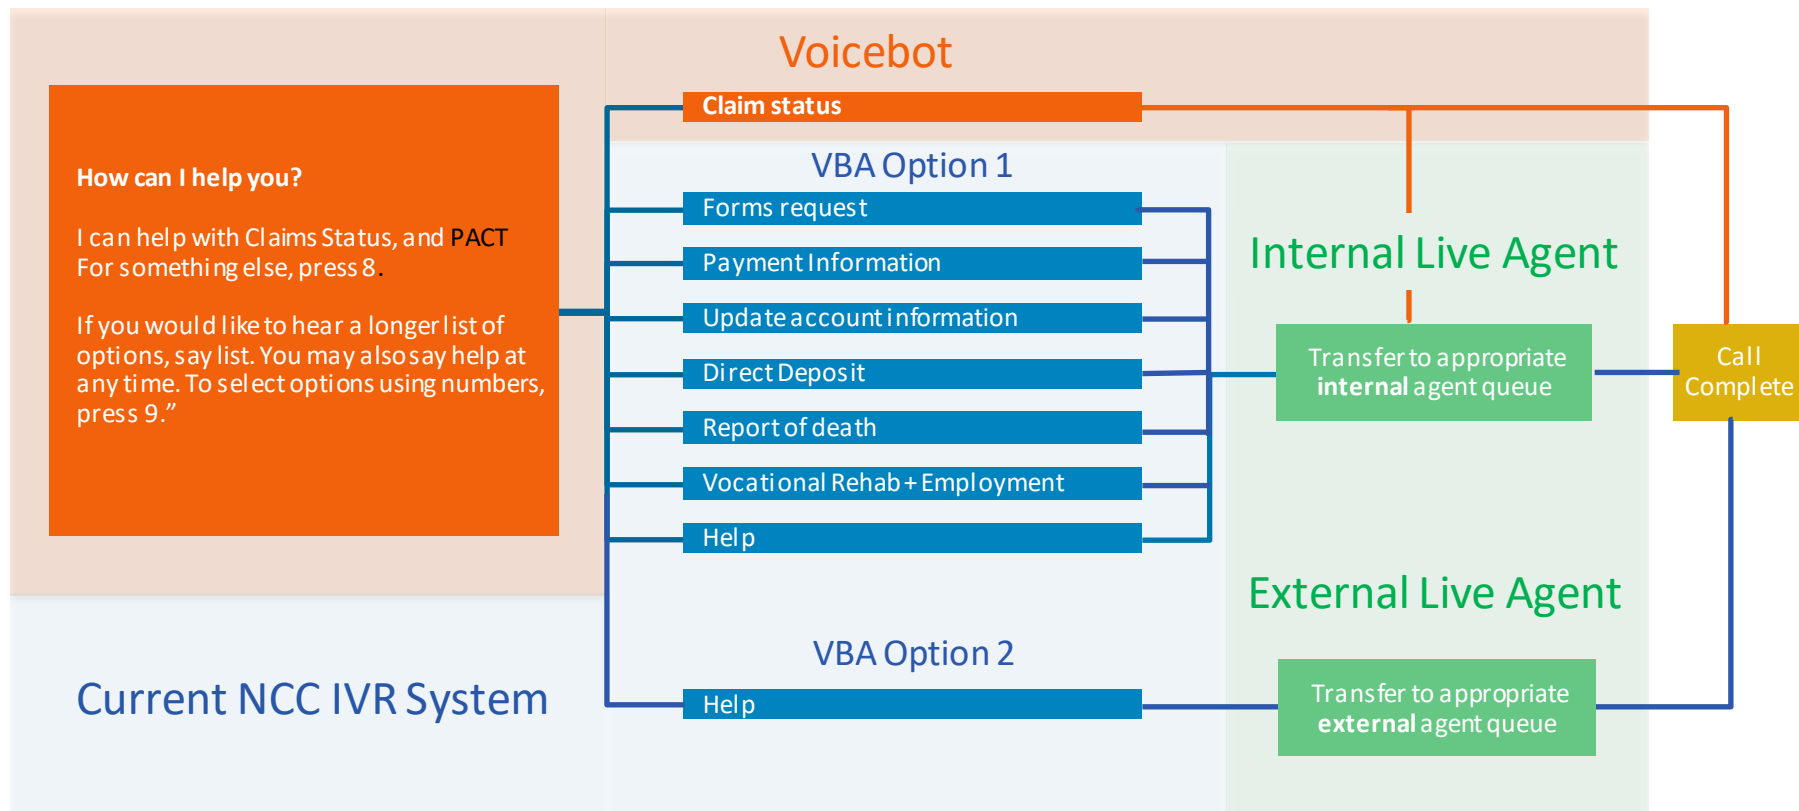 Voicebot
How can I help you?
I can help with Claims Status, and PACT
For something else, press 8.
If you would like to hear a longer list of
options, say list. You may also say help at
any time. To select options using numbers,
press 9.”
Claim status
VBA Option 1
Forms request
Payment Information
Update account information
Direct Deposit
Report of death
Vocational Rehab + Employment
Help
Internal Live Agent
Transfer to appropriate
internal agent queue
Call
Complete
External Live Agent
VBA Option 2
Current NCC IVR System
Help
Transfer to appropriate
external agent queue